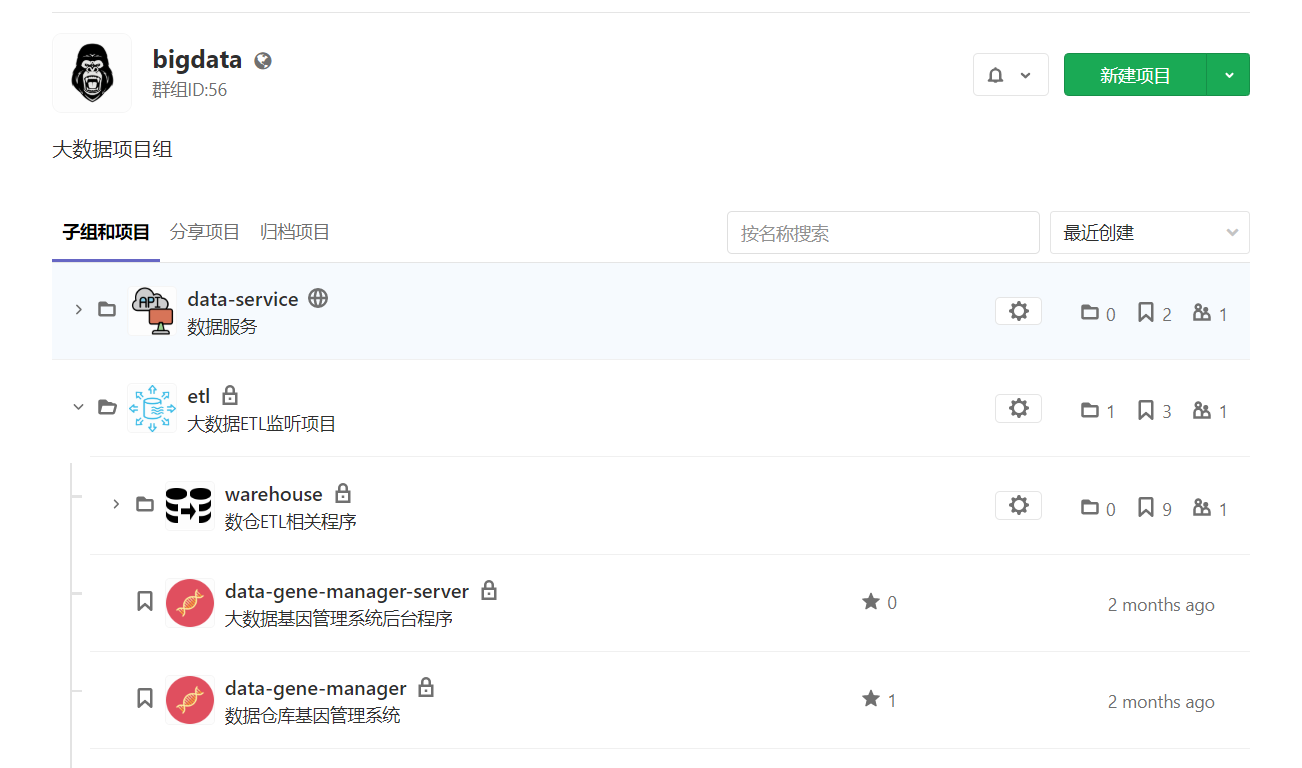 bigdata
群组ID:56
新建项目
大数据项目组
子组和项目 分享项目 归档项目 按名称搜索 最近创建
API
data-service
数据服务
0 2 1
etl
大数据ETL监听项目
1 3 1
warehouse
数仓ETL相关程序
0 9 1
data-gene-manager-server
大数据基因管理系统后台程序
0 2 months ago
data-gene-manager
数据仓库基因管理系统
1 2 months ago